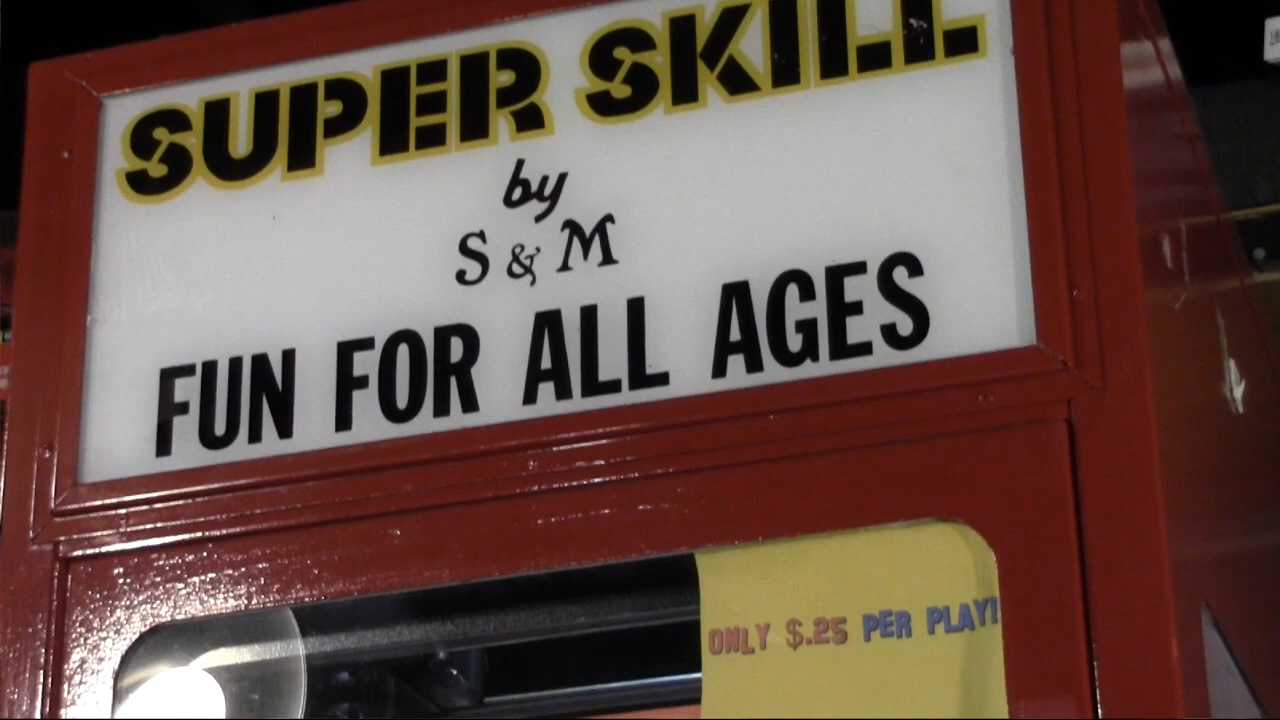 SUPER SKILL
by
S & M
FUN FOR ALL AGES
ONLY $.25 PER PLAY!